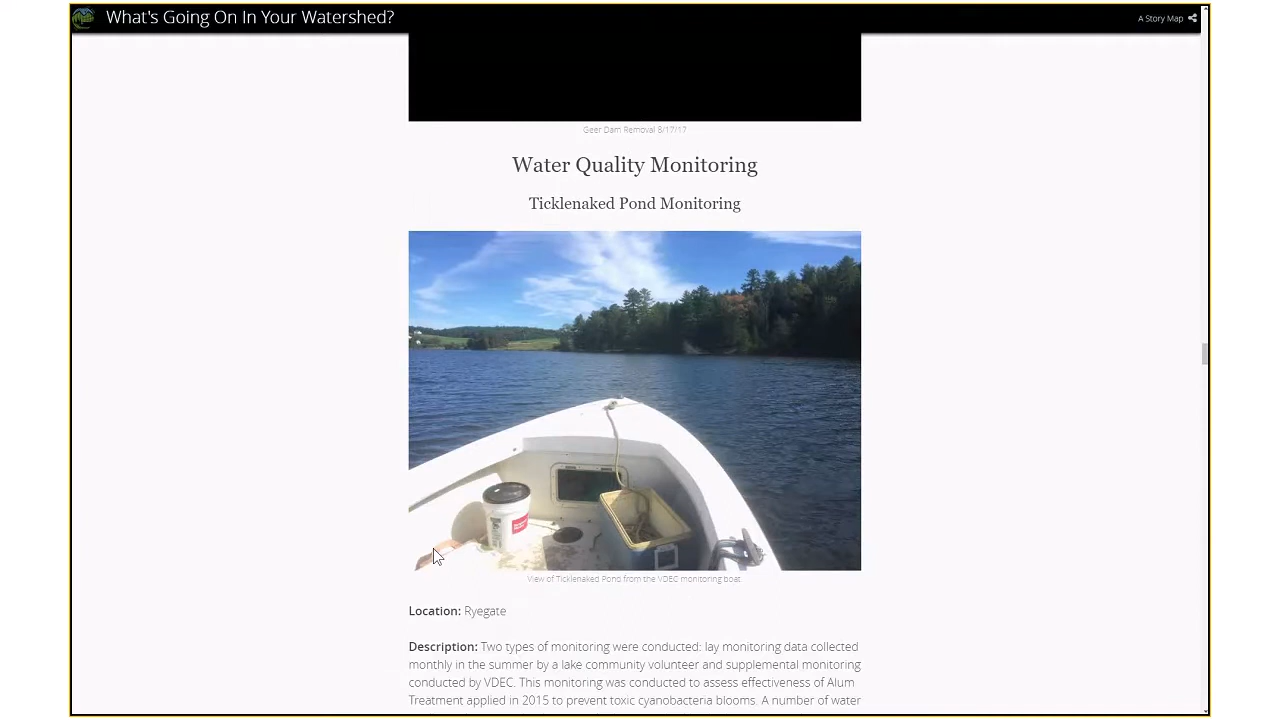 What's Going On In Your Watershed?
A Story Map
Geer Dam Removal 8/17/17
Water Quality Monitoring
Ticklenaked Pond Monitoring
View of Ticklenaked Pond from the VDEC monitoring boat.
Location: Ryegate
Description: Two types of monitoring were conducted: lay monitoring data collected
monthly in the summer by a lake community volunteer and supplemental monitoring
conducted by VDEC. This monitoring was conducted to assess effectiveness of Alum
Treatment applied in 2015 to prevent toxic cyanobacteria blooms. A number of water